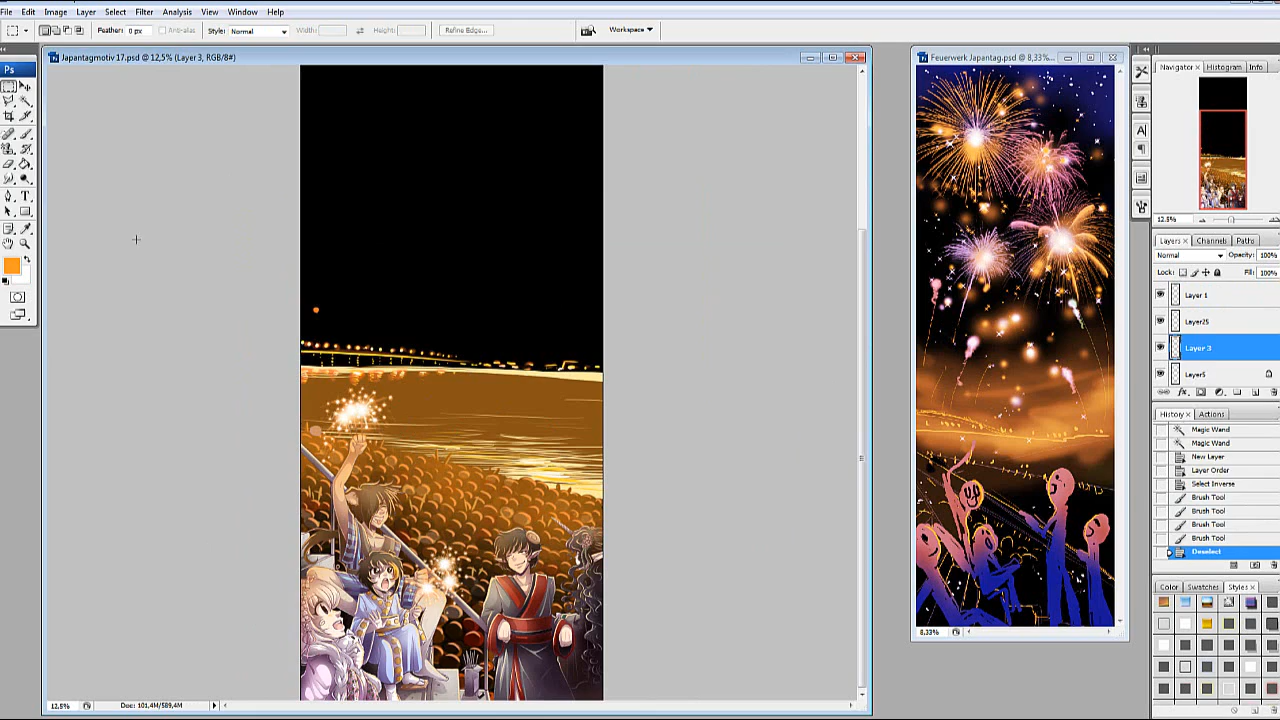 File Edit Image Layer Select Filter Analysis View Window Help
Feather: 0 px Anti-alias Style: Normal Width: Height: Refine Edge... Workspace
Ps
Japantagmotiv 17.psd @ 12,5% (Layer 3, RGB/8#)
Feuerwerk Japantag.psd @ 8,33%...
Navigator Histogram Info
12.5%
Layers Channels Paths
Normal Opacity: 100%
Lock: Fill: 100%
Layer 1
Layer25
Layer 3
Layer5
History Actions
Magic Wand
Magic Wand
New Layer
Layer Order
Select Inverse
Brush Tool
Brush Tool
Brush Tool
Brush Tool
Deselect
Color Swatches Styles
8,33%
12,5% Doc: 101,4M/589,4M